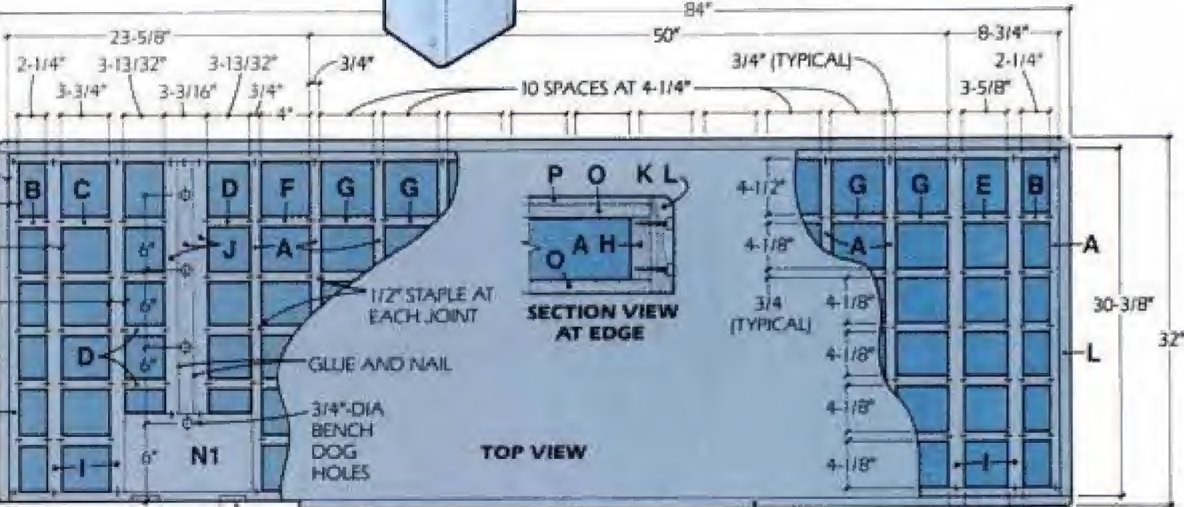 84"
23-5/8"
50"
8-3/4"
2-1/4"
3-13/32"
3-13/32"
3/4"
3/4" (TYPICAL)
2-1/4"
3-3/4"
3-3/16"
3/4"
4"
10 SPACES AT 4-1/4"
3-5/8"
B C D F G G
P O K L
4-1/2"
G G E B
J A
6"
A H
O
4-1/8"
A
A
1/2" STAPLE AT
EACH JOINT
SECTION VIEW
AT EDGE
3/4
(TYPICAL)
4-1/8"
30-3/8"
6"
32"
D
6"
GLUE AND NAIL
4-1/8"
L
3/4"-DIA
BENCH
DOG
HOLES
4-1/8"
I
6"
N1
TOP VIEW
4-1/8"
I